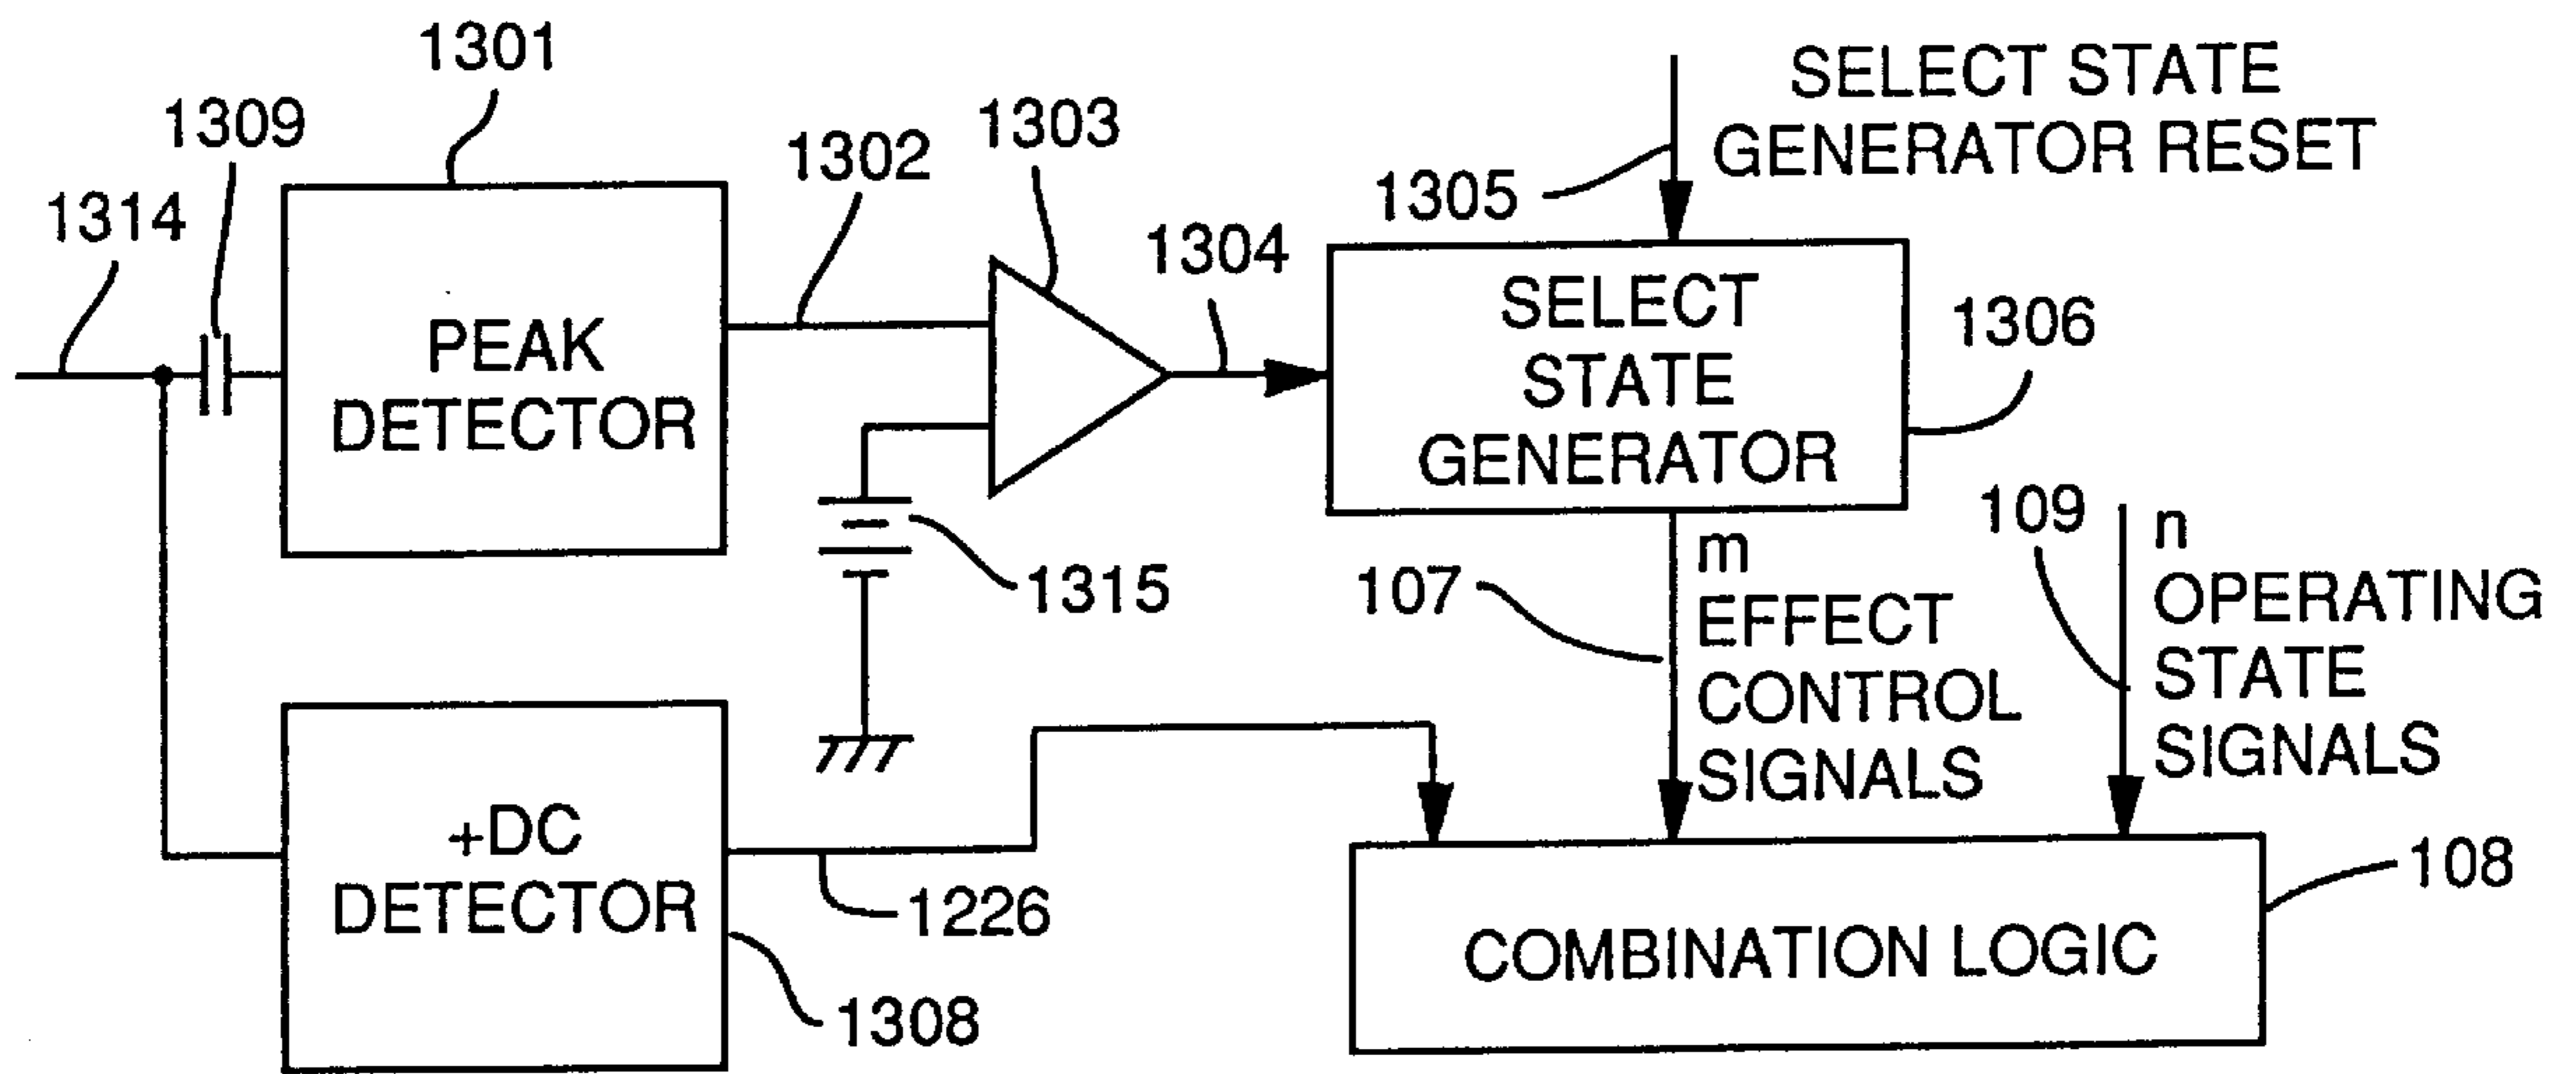 1301
1309
1314
1302
1303
1304
1305
SELECT STATE
GENERATOR RESET
PEAK
DETECTOR
SELECT
STATE
GENERATOR
1306
1315
107
m
EFFECT
CONTROL
SIGNALS
109
n
OPERATING
STATE
SIGNALS
+DC
DETECTOR
1226
1308
COMBINATION LOGIC
108